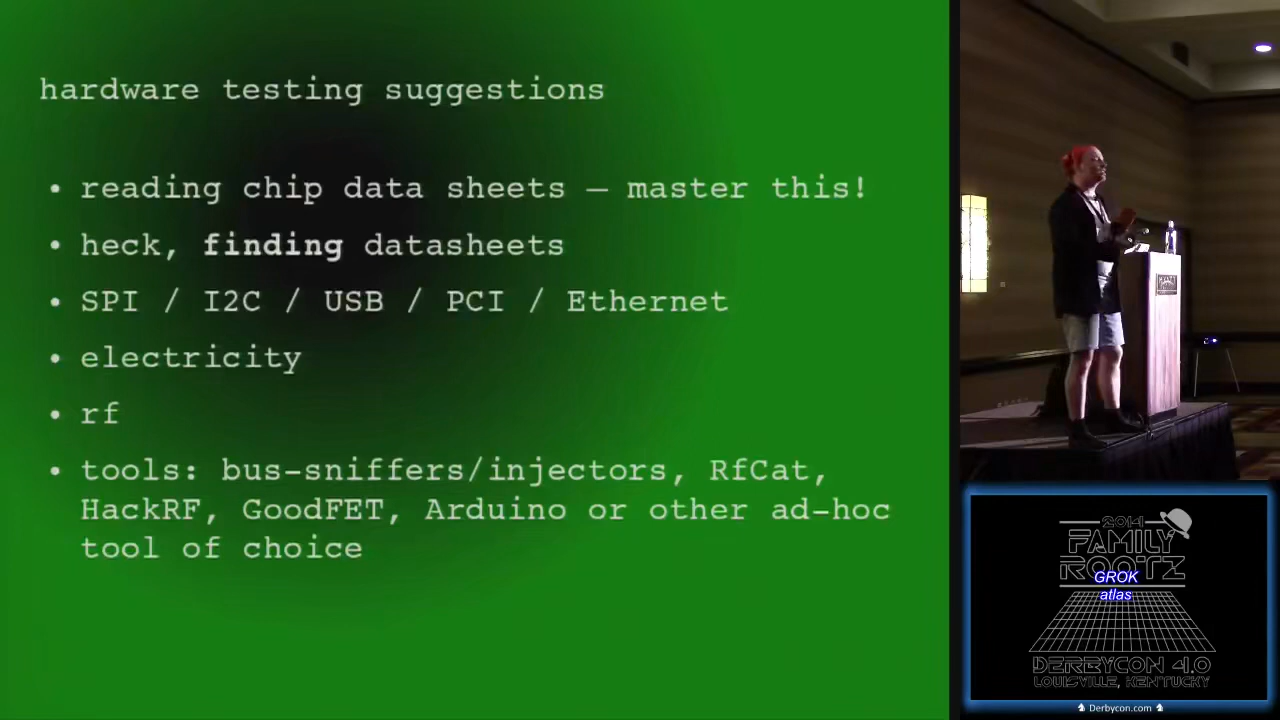 hardware testing suggestions
• reading chip data sheets — master this!
• heck, finding datasheets
• SPI / I2C / USB / PCI / Ethernet
• electricity
• rf
• tools: bus-sniffers/injectors, RfCat,
HackRF, GoodFET, Arduino or other ad-hoc
tool of choice
2014
FAMILY
ROOTZ
GROK
atlas
DERBYCON 4.0
LOUISVILLE, KENTUCKY
Derbycon.com